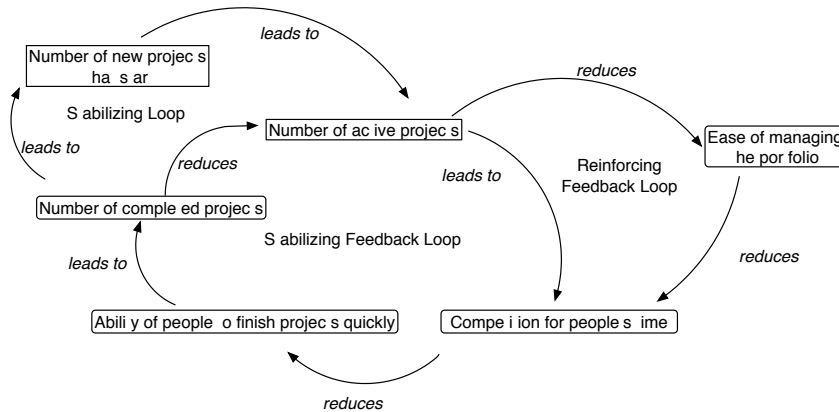 leads to
Number of new projec s
ha s ar
reduces
S abilizing Loop
Number of ac ive projec s
Ease of managing
he por folio
leads to
reduces
leads to
Reinforcing
Feedback Loop
Number of comple ed projec s
S abilizing Feedback Loop
reduces
leads to
Abili y of people o finish projec s quickly
Compe i ion for people s ime
reduces